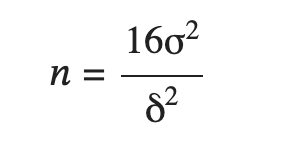 n = 16σ² / δ²